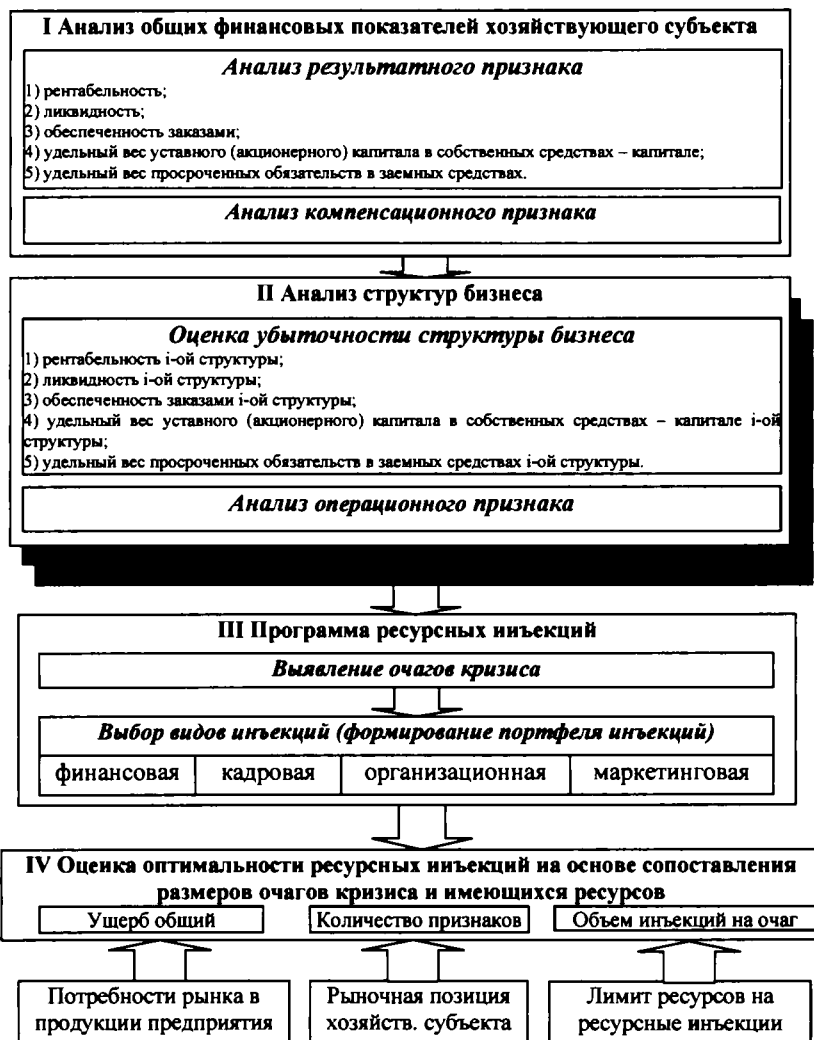 I Анализ общих финансовых показателей хозяйствующего субъекта
Анализ результатного признака
1) рентабельность;
2) ликвидность;
3) обеспеченность заказами;
4) удельный вес уставного (акционерного) капитала в собственных средствах – капитале;
5) удельный вес просроченных обязательств в заемных средствах.
Анализ компенсационного признака
II Анализ структур бизнеса
Оценка убыточности структуры бизнеса
1) рентабельность i-ой структуры;
2) ликвидность i-ой структуры;
3) обеспеченность заказами i-ой структуры;
4) удельный вес уставного (акционерного) капитала в собственных средствах – капитале i-ой
структуры;
5) удельный вес просроченных обязательств в заемных средствах i-ой структуры.
Анализ операционного признака
III Программа ресурсных инъекций
Выявление очагов кризиса
Выбор видов инъекций (формирование портфеля инъекций)
финансовая кадровая организационная маркетинговая
IV Оценка оптимальности ресурсных инъекций на основе сопоставления
размеров очагов кризиса и имеющихся ресурсов
Ущерб общий Количество признаков Объем инъекций на очаг
Потребности рынка в Рыночная позиция Лимит ресурсов на
продукции предприятия хозяйств. субъекта ресурсные инъекции